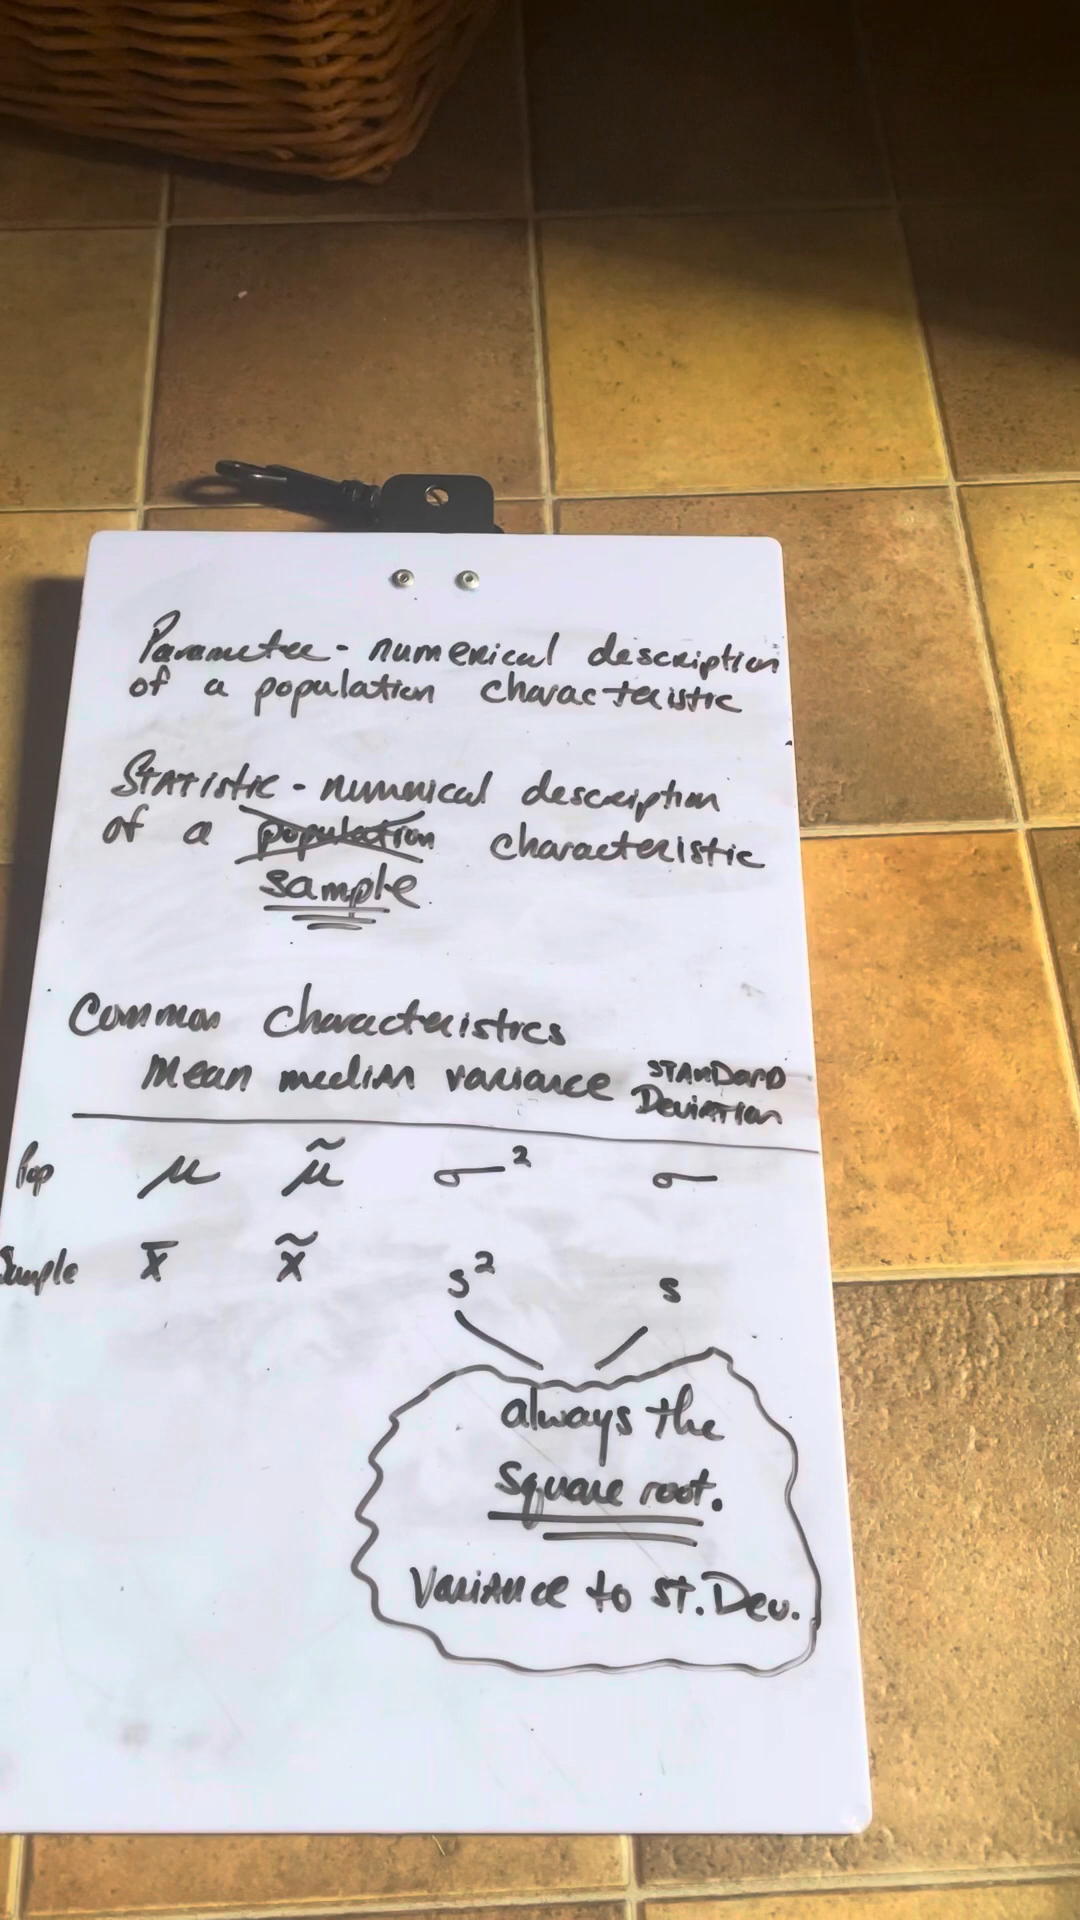 Parameter - numerical description
of a population characteristic
Statistic - numerical description
of a population characteristic
sample
Common Characteristics
Mean median variance STANDARD
DEVIATION
Pop μ μ̃ σ² σ
Sample x̄ x̃ s² s
always the
square root.
Variance to ST. Dev.